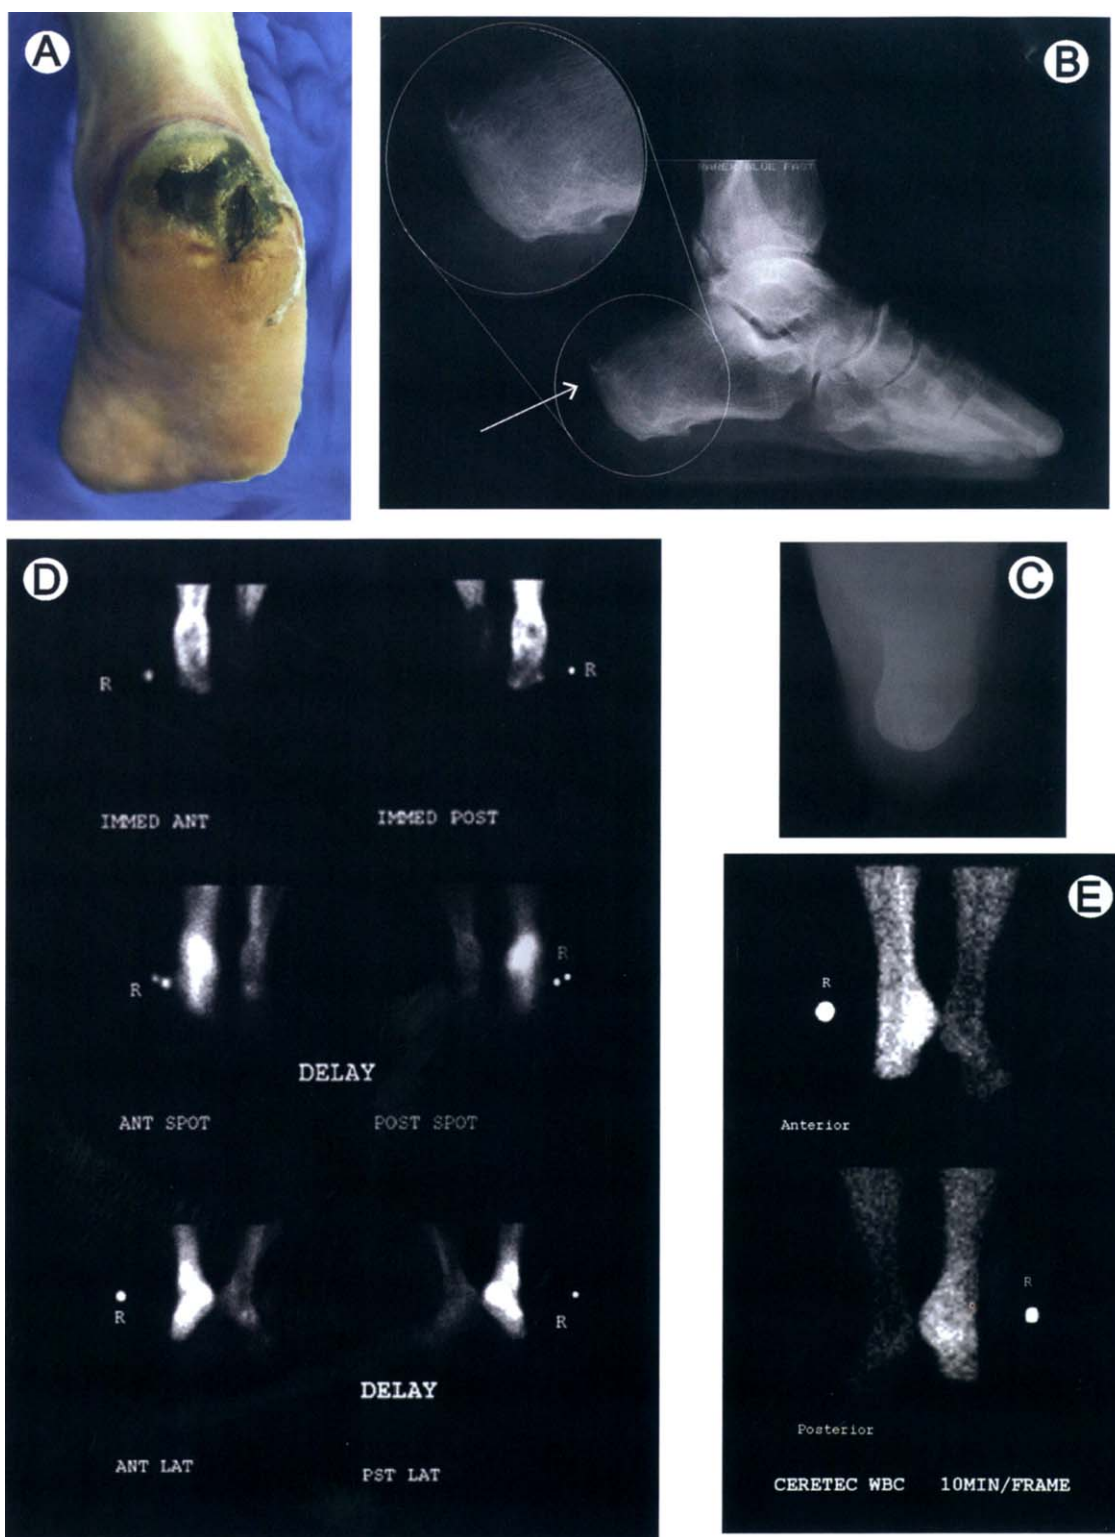 A
B
D
R
R
IMMED ANT
IMMED POST
C
R
R
DELAY
ANT SPOT
POST SPOT
R
R
DELAY
ANT LAT
PST LAT
E
R
Anterior
R
Posterior
CERETEC WBC 10MIN/FRAME